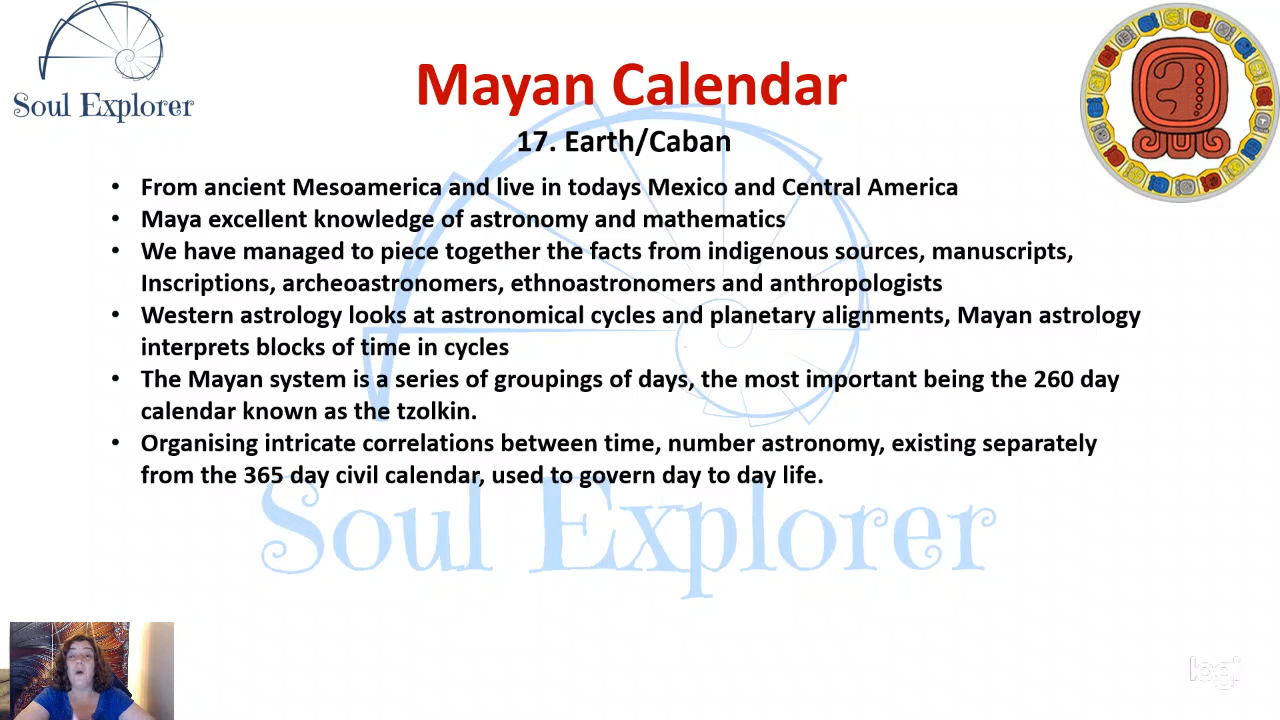 Soul Explorer
Mayan Calendar
17. Earth/Caban
• From ancient Mesoamerica and live in todays Mexico and Central America
• Maya excellent knowledge of astronomy and mathematics
• We have managed to piece together the facts from indigenous sources, manuscripts,
Inscriptions, archeoastronomers, ethnoastronomers and anthropologists
• Western astrology looks at astronomical cycles and planetary alignments, Mayan astrology
interprets blocks of time in cycles
• The Mayan system is a series of groupings of days, the most important being the 260 day
calendar known as the tzolkin.
• Organising intricate correlations between time, number astronomy, existing separately
from the 365 day civil calendar, used to govern day to day life.
Soul Explorer
logi